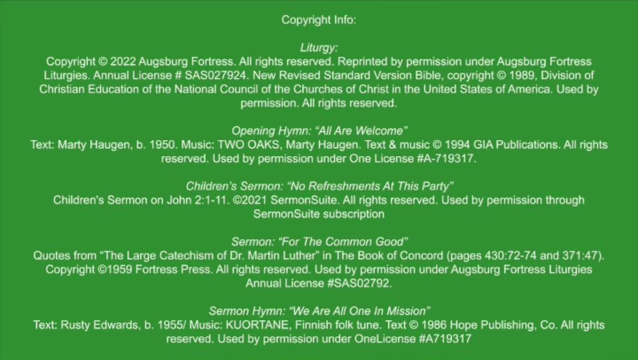 Copyright Info:
Liturgy:
Copyright © 2022 Augsburg Fortress. All rights reserved. Reprinted by permission under Augsburg Fortress
Liturgies. Annual License # SAS027924. New Revised Standard Version Bible, copyright © 1989, Division of
Christian Education of the National Council of the Churches of Christ in the United States of America. Used by
permission. All rights reserved.
Opening Hymn: “All Are Welcome”
Text: Marty Haugen, b. 1950. Music: TWO OAKS, Marty Haugen. Text & music © 1994 GIA Publications. All rights
reserved. Used by permission under One License #A-719317.
Children’s Sermon: “No Refreshments At This Party”
Children’s Sermon on John 2:1-11. ©2021 SermonSuite. All rights reserved. Used by permission through
SermonSuite subscription
Sermon: “For The Common Good”
Quotes from “The Large Catechism of Dr. Martin Luther” in The Book of Concord (pages 430:72-74 and 371:47).
Copyright ©1959 Fortress Press. All rights reserved. Used by permission under Augsburg Fortress Liturgies
Annual License #SAS02792.
Sermon Hymn: “We Are All One In Mission”
Text: Rusty Edwards, b. 1955/ Music: KUORTANE, Finnish folk tune. Text © 1986 Hope Publishing, Co. All rights
reserved. Used by permission under OneLicense #A719317